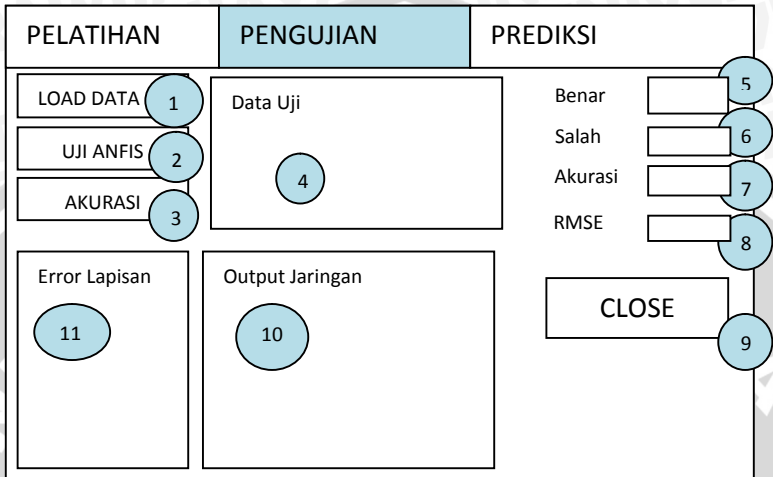 PELATIHAN PENGUJIAN PREDIKSI
LOAD DATA 1
UJI ANFIS 2
AKURASI 3
Data Uji
4
Benar 5
Salah 6
Akurasi 7
RMSE 8
CLOSE
9
Error Lapisan
11
Output Jaringan
10